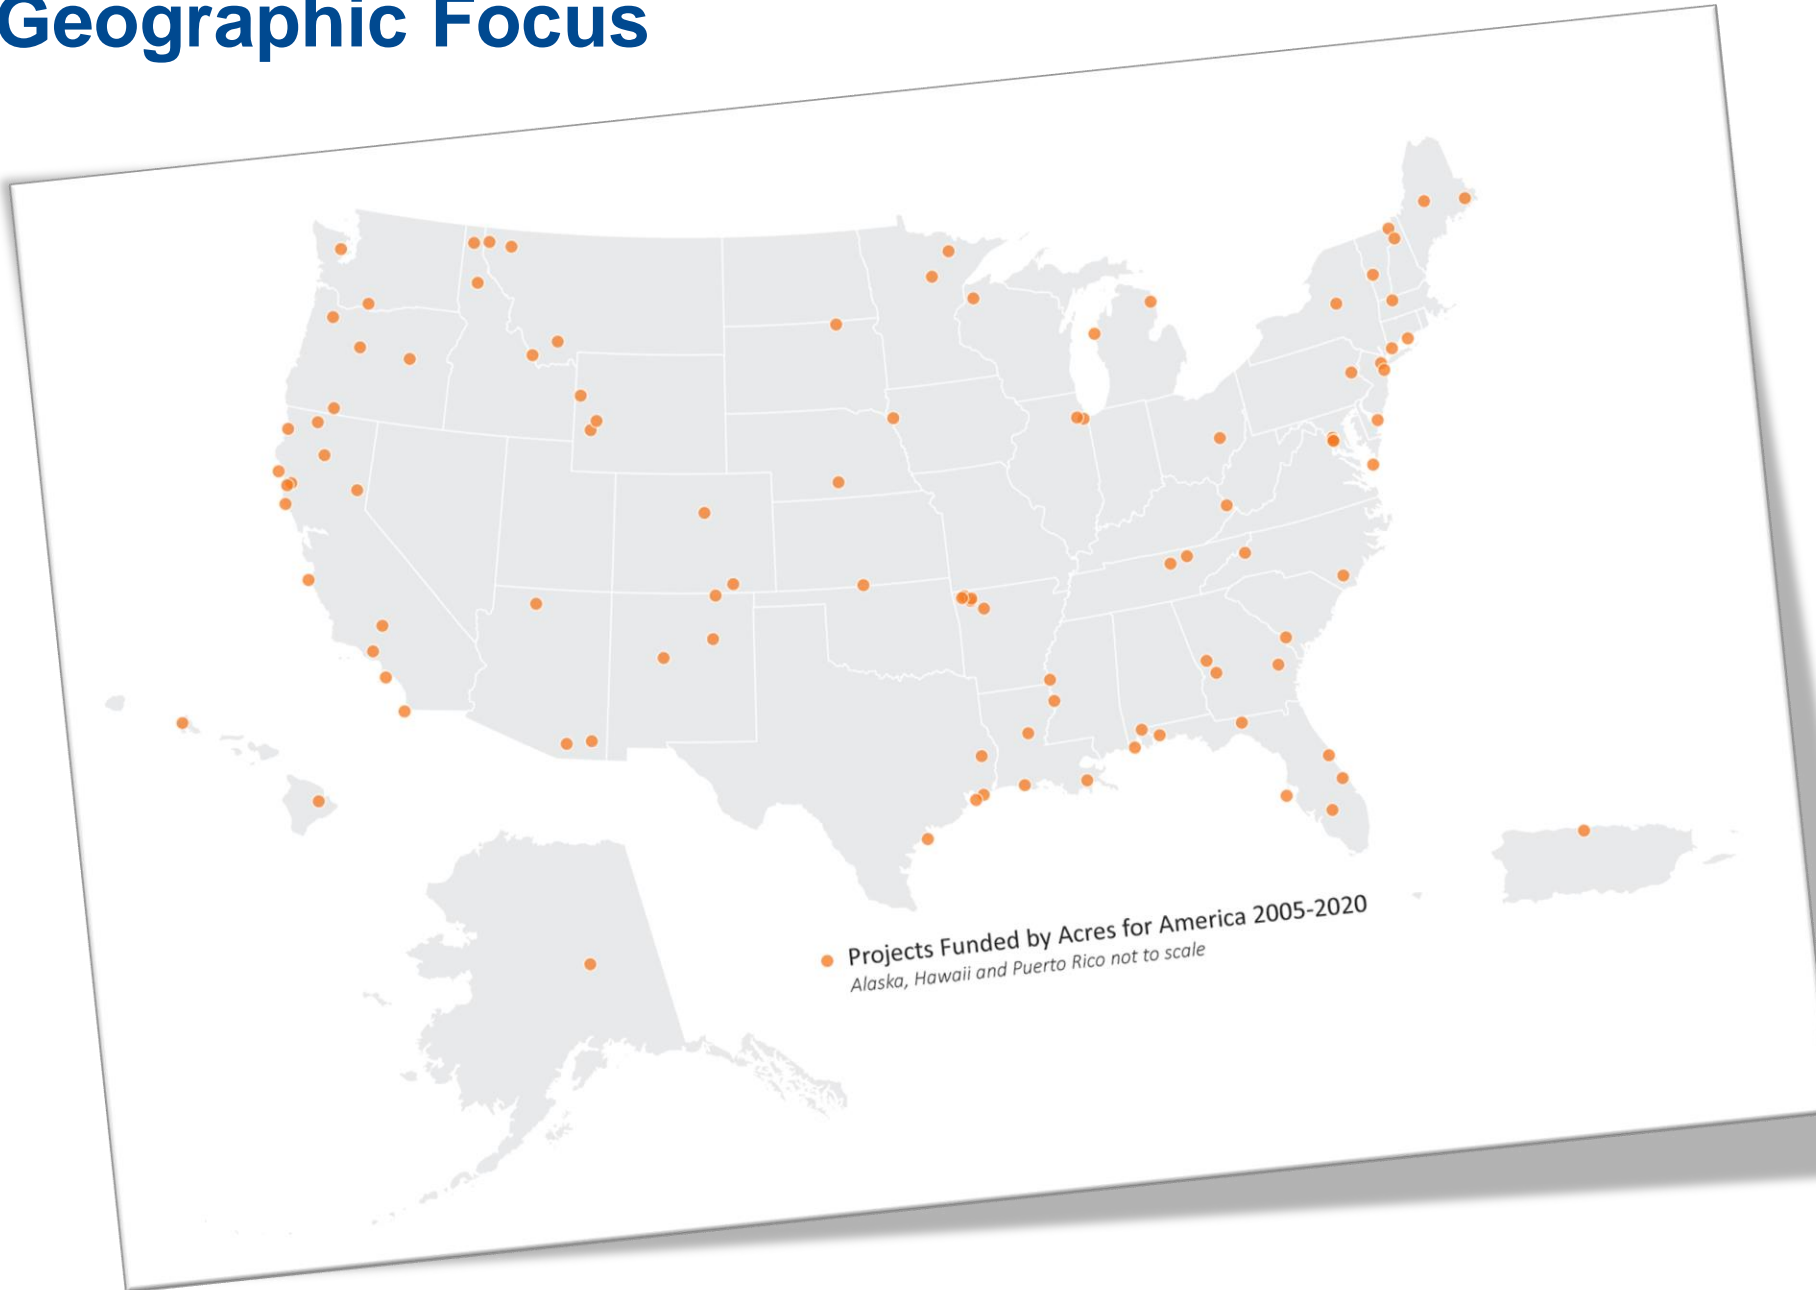 Geographic Focus
Projects Funded by Acres for America 2005-2020
Alaska, Hawaii and Puerto Rico not to scale